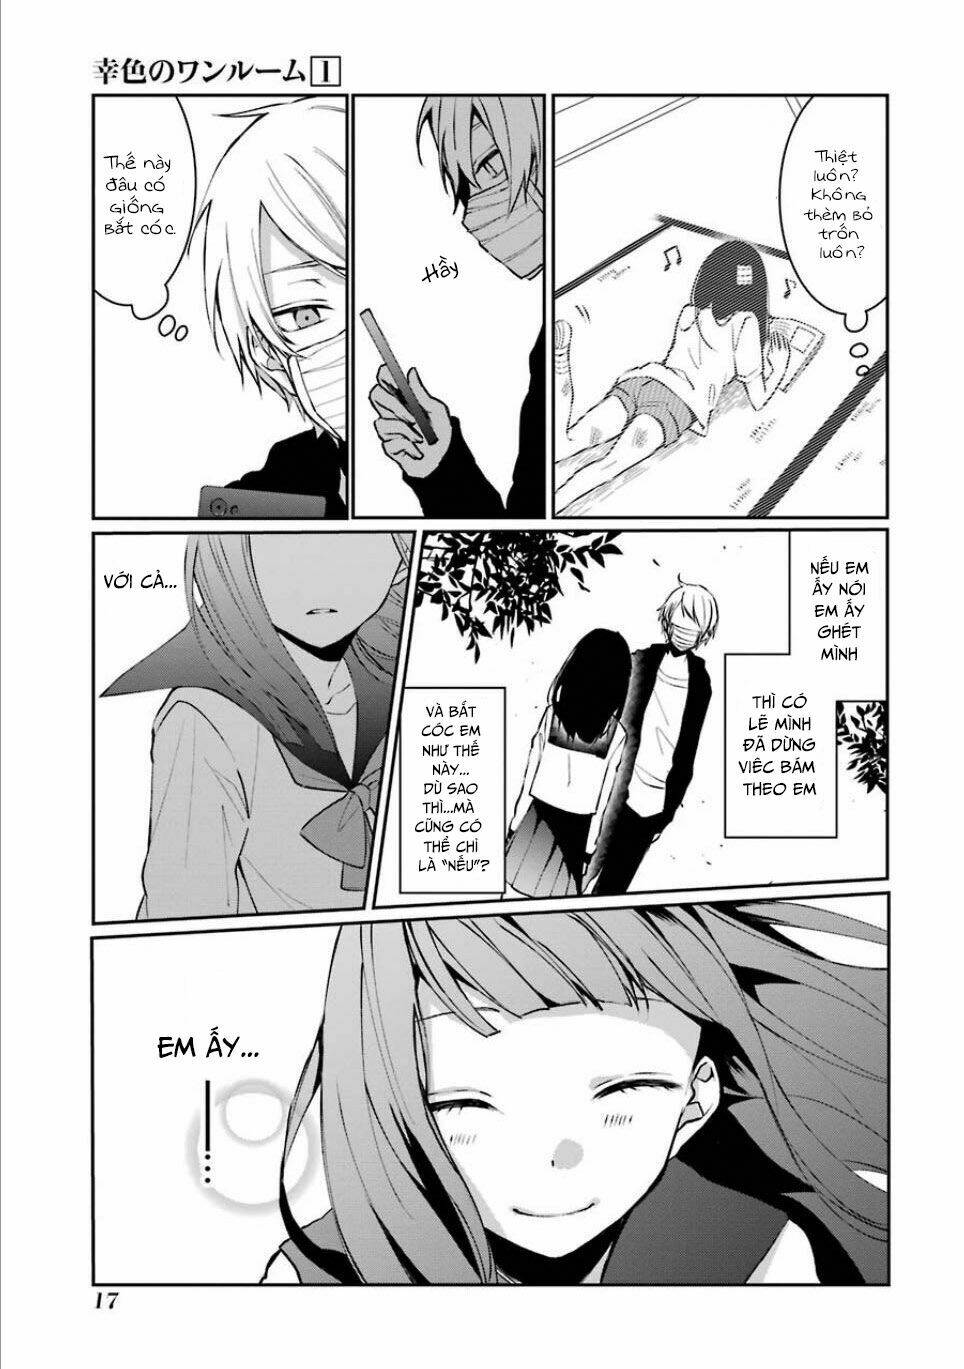 幸色のワンルーム 1
Thiệt
luôn?
Không
thèm bỏ
trốn
luôn?
Hầy
Thế này
đâu có
giống
bắt cóc.
NẾU EM
ẤY NÓI
EM ẤY
GHÉT
MÌNH
THÌ CÓ
LẼ MÌNH
ĐÃ DỪNG
VIỆC BÁM
THEO EM
VÀ BẮT
CÓC EM
NHƯ THẾ
NÀY...
DÙ SAO
THÌ...MÀ
CŨNG CÓ
THỂ CHỈ
LÀ "NẾU"?
VỚI CẢ...
EM ẤY...
17